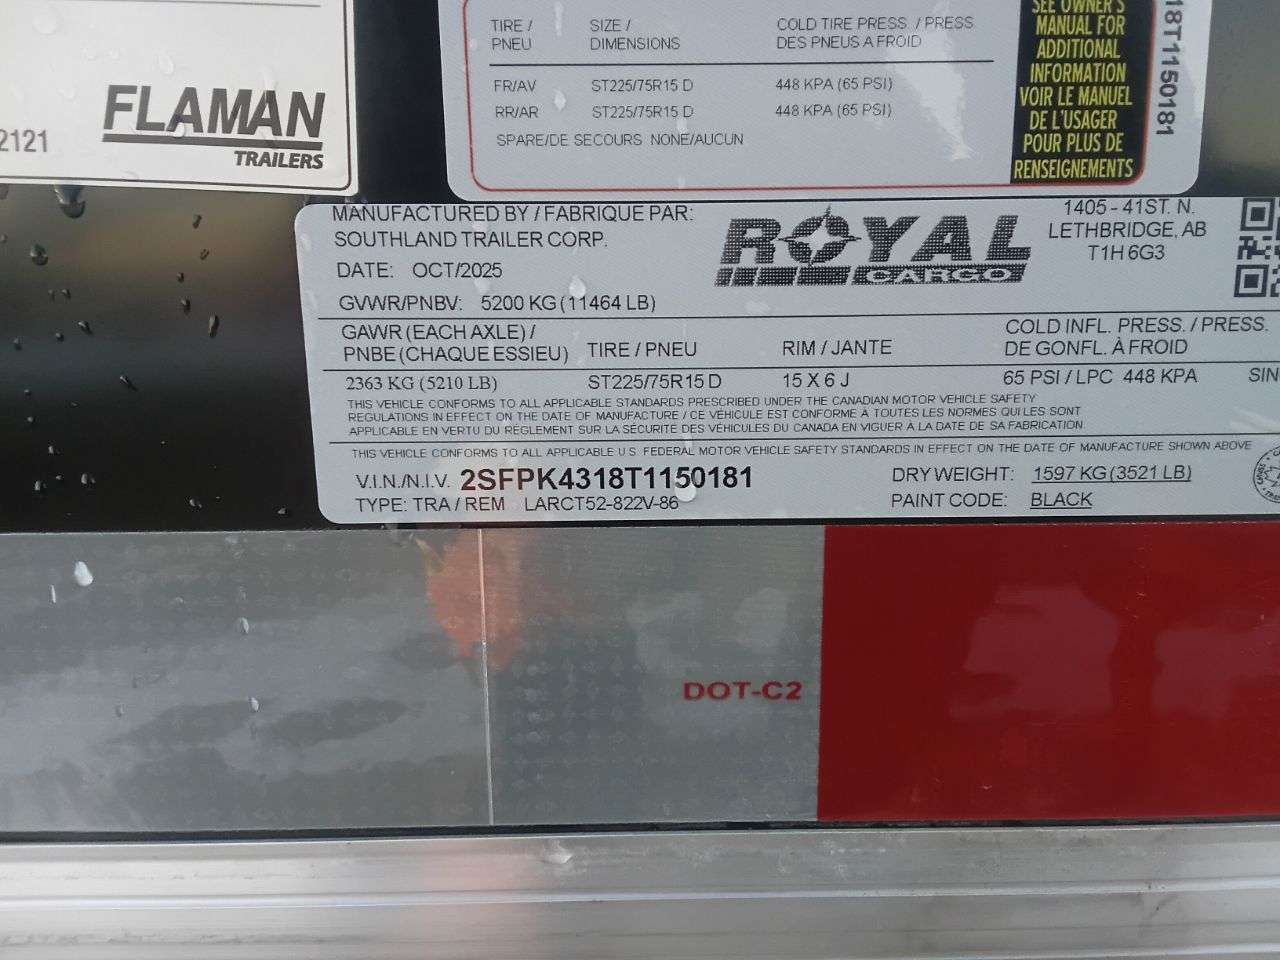 2121
FLAMAN
TRAILERS
TIRE / SIZE / COLD TIRE PRESS. / PRESS
PNEU DIMENSIONS DES PNEUS A FROID
FR/AV ST225/75R15 D 448 KPA (65 PSI)
RR/AR ST225/75R15 D 448 KPA (65 PSI)
SPARE/DE SECOURS NONE/AUCUN
SEE OWNER'S
MANUAL FOR
ADDITIONAL
INFORMATION
VOIR LE MANUEL
DE L'USAGER
POUR PLUS DE
RENSEIGNEMENTS
18T1150181
MANUFACTURED BY / FABRIQUE PAR:
SOUTHLAND TRAILER CORP.
DATE: OCT/2025
GVWR/PNBV: 5200 KG (11464 LB)
ROYAL
CARGO
1405 - 41ST. N.
LETHBRIDGE, AB
T1H 6G3
GAWR (EACH AXLE) / COLD INFL. PRESS. / PRESS.
PNBE (CHAQUE ESSIEU) TIRE / PNEU RIM / JANTE DE GONFL. À FROID
2363 KG (5210 LB) ST225/75R15 D 15 X 6 J 65 PSI / LPC 448 KPA SIN
THIS VEHICLE CONFORMS TO ALL APPLICABLE STANDARDS PRESCRIBED UNDER THE CANADIAN MOTOR VEHICLE SAFETY
REGULATIONS IN EFFECT ON THE DATE OF MANUFACTURE / CE VÉHICULE EST CONFORME À TOUTES LES NORMES QUI LES SONT
APPLICABLE EN VERTU DU RÈGLEMENT SUR LA SÉCURITÉ DES VÉHICULES DU CANADA EN VIGUER À LA DATE DE SA FABRICATION
THIS VEHICLE CONFORMS TO ALL APPLICABLE U.S. FEDERAL MOTOR VEHICLE SAFETY STANDARDS IN EFFECT ON THE DATE OF MANUFACTURE SHOWN ABOVE
V.I.N./N.I.V. 2SFPK4318T1150181 DRY WEIGHT: 1597 KG (3521 LB)
TYPE: TRA / REM LARCT52-822V-86 PAINT CODE: BLACK
DOT-C2